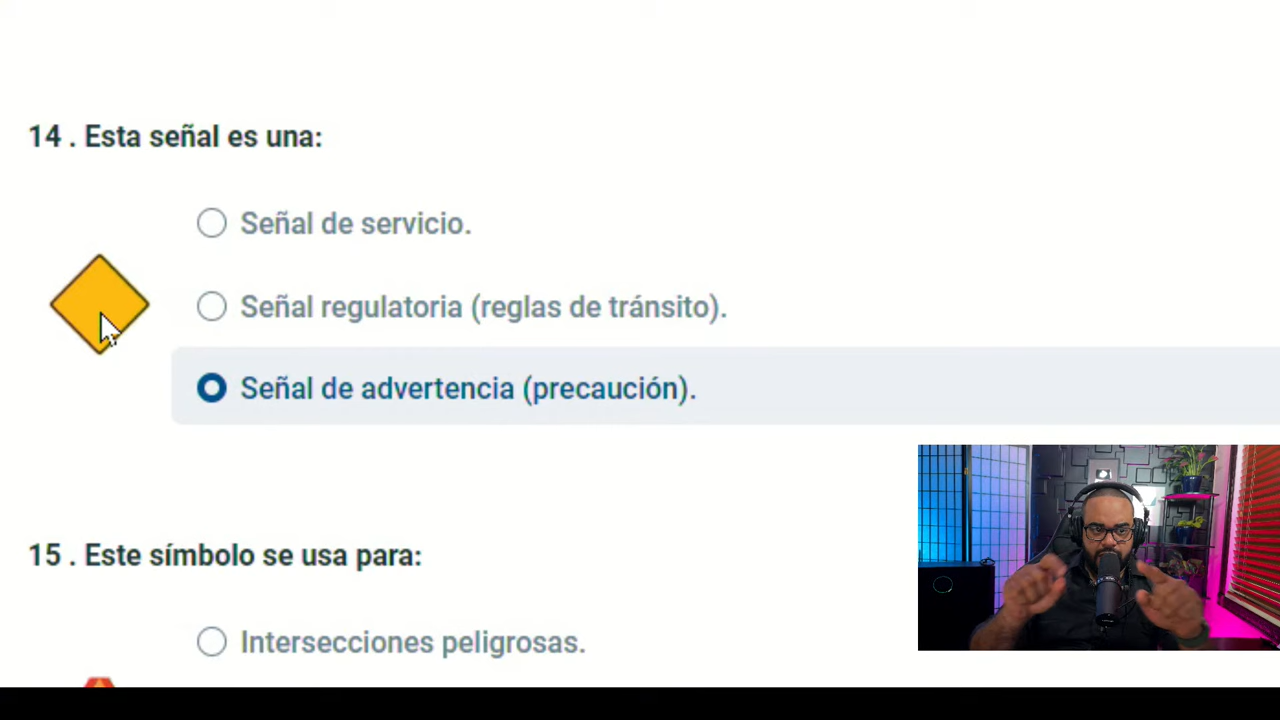 14 . Esta señal es una:
Señal de servicio.
Señal regulatoria (reglas de tránsito).
Señal de advertencia (precaución).
15 . Este símbolo se usa para:
Intersecciones peligrosas.